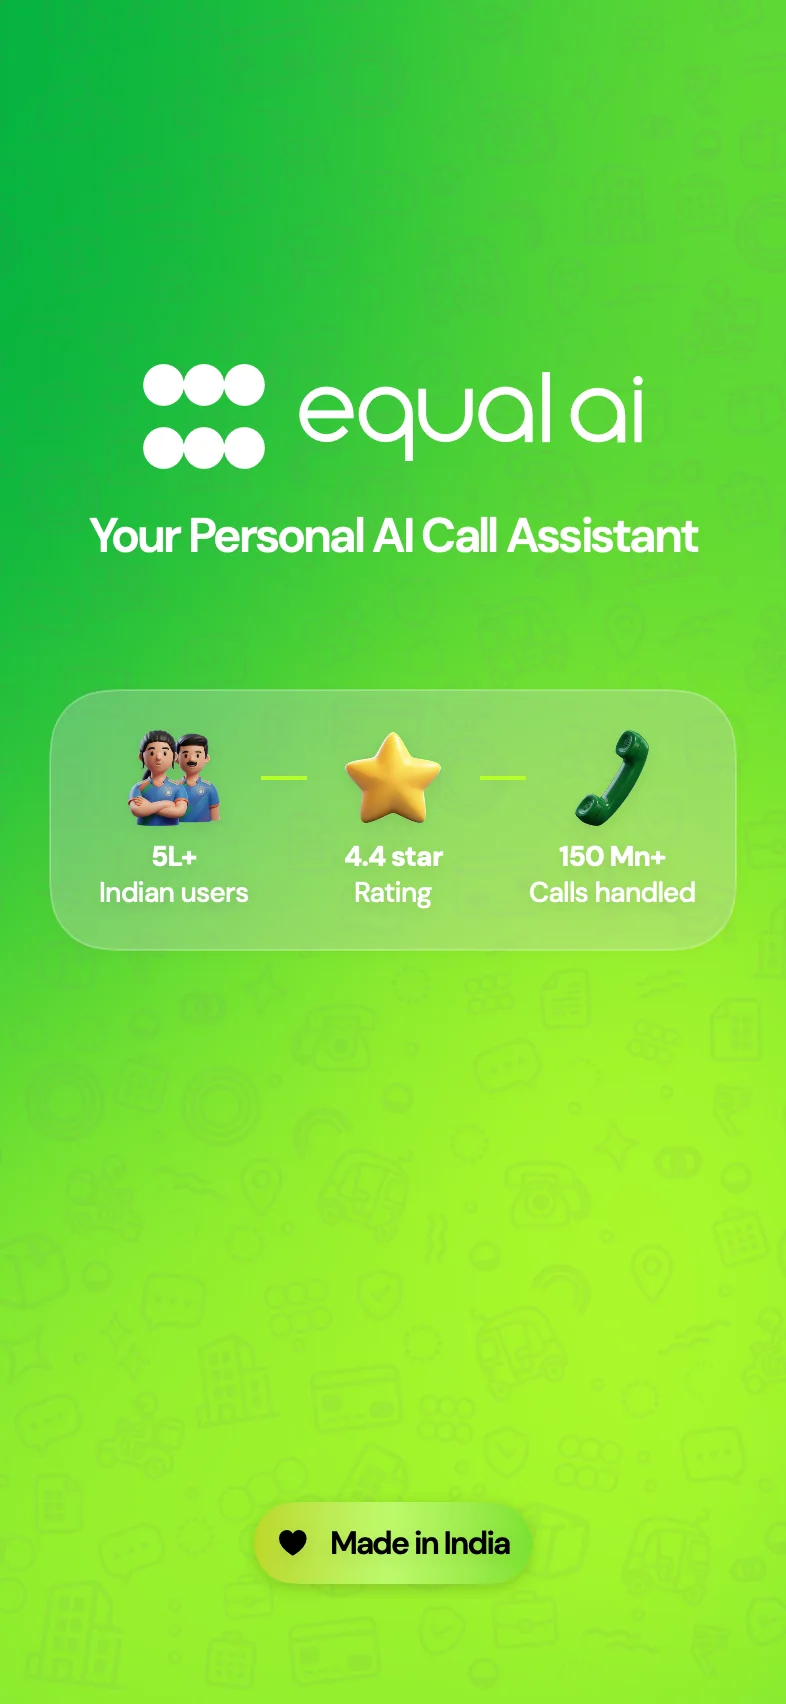 equal ai
Your Personal AI Call Assistant
5L+
Indian users
4.4 star
Rating
150 Mn+
Calls handled
Made in India